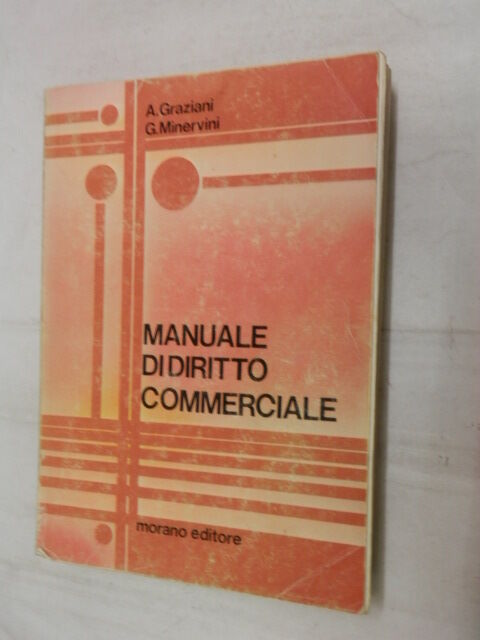 A. Graziani
G. Minervini
MANUALE
DI DIRITTO
COMMERCIALE
morano editore